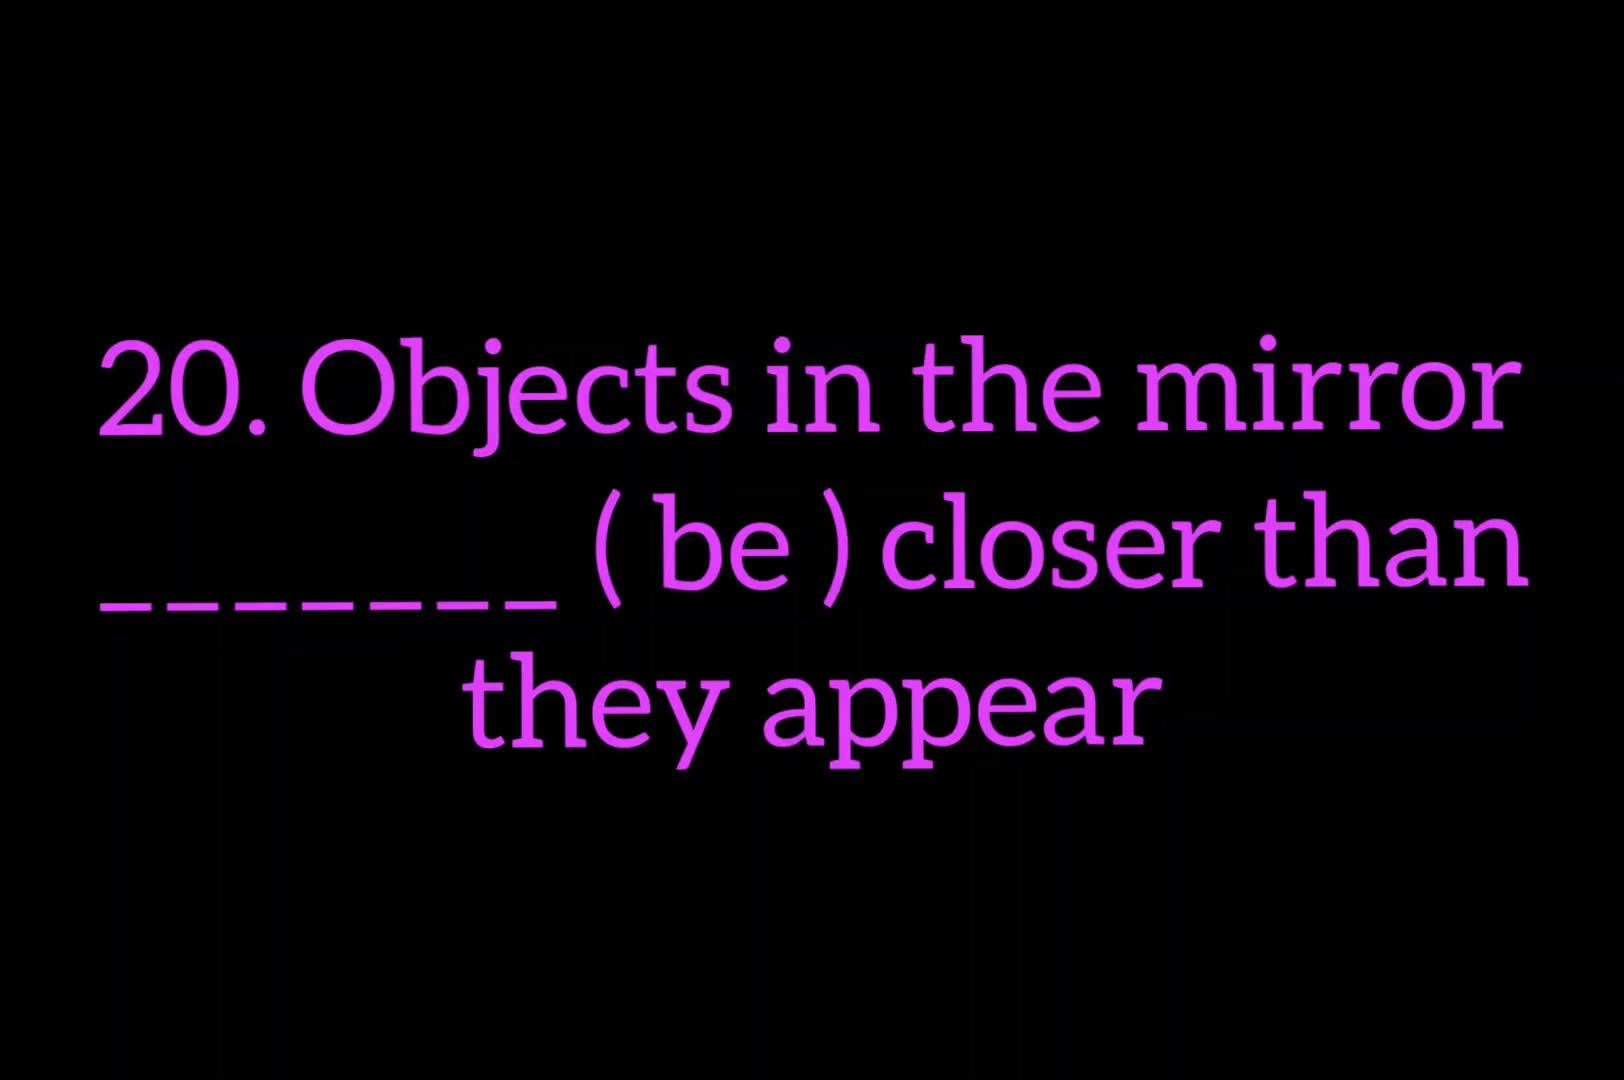 20. Objects in the mirror
_______ ( be ) closer than
they appear